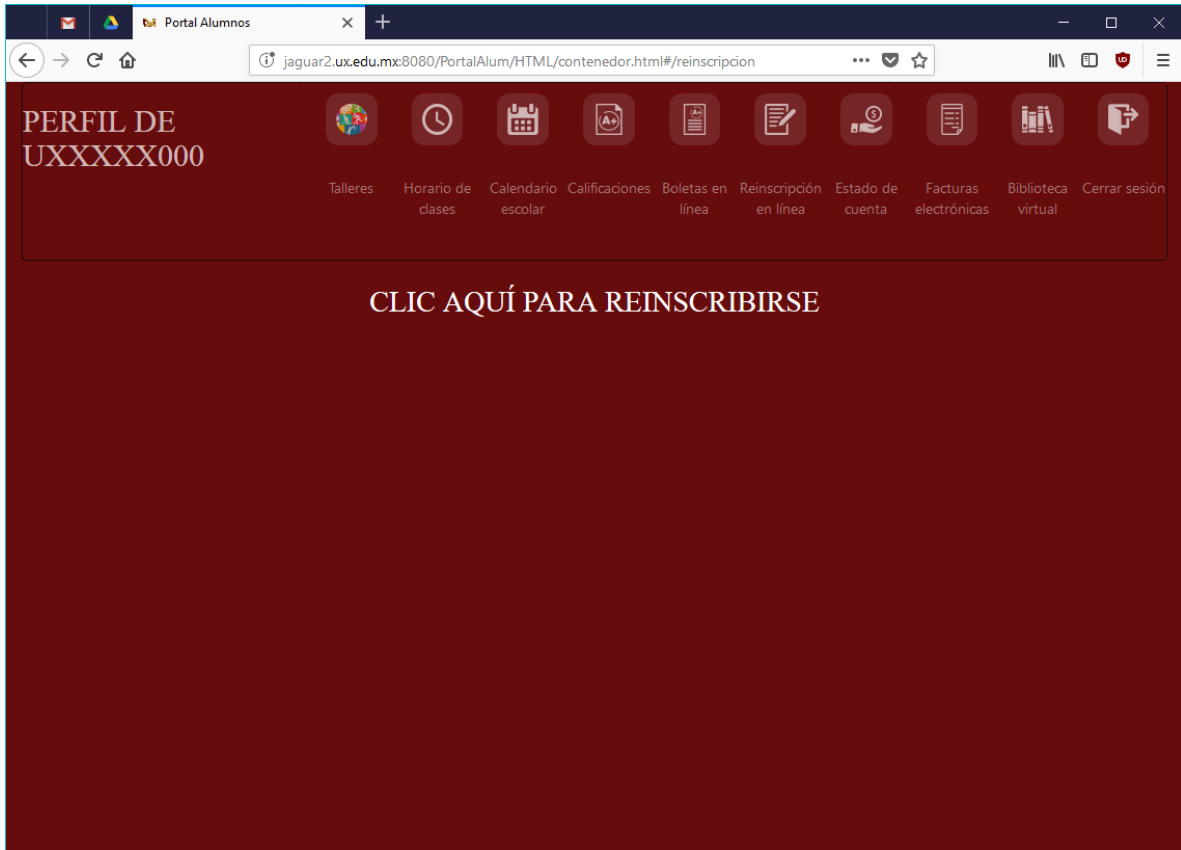 Portal Alumnos
jaguar2.ux.edu.mx:8080/PortalAlum/HTML/contenedor.html#/reinscripcion
PERFIL DE
UXXXXX000
Talleres
Horario de
clases
Calendario
escolar
Calificaciones
Boletas en
línea
Reinscripción
en línea
Estado de
cuenta
Facturas
electrónicas
Biblioteca
virtual
Cerrar sesión
CLIC AQUÍ PARA REINSCRIBIRSE